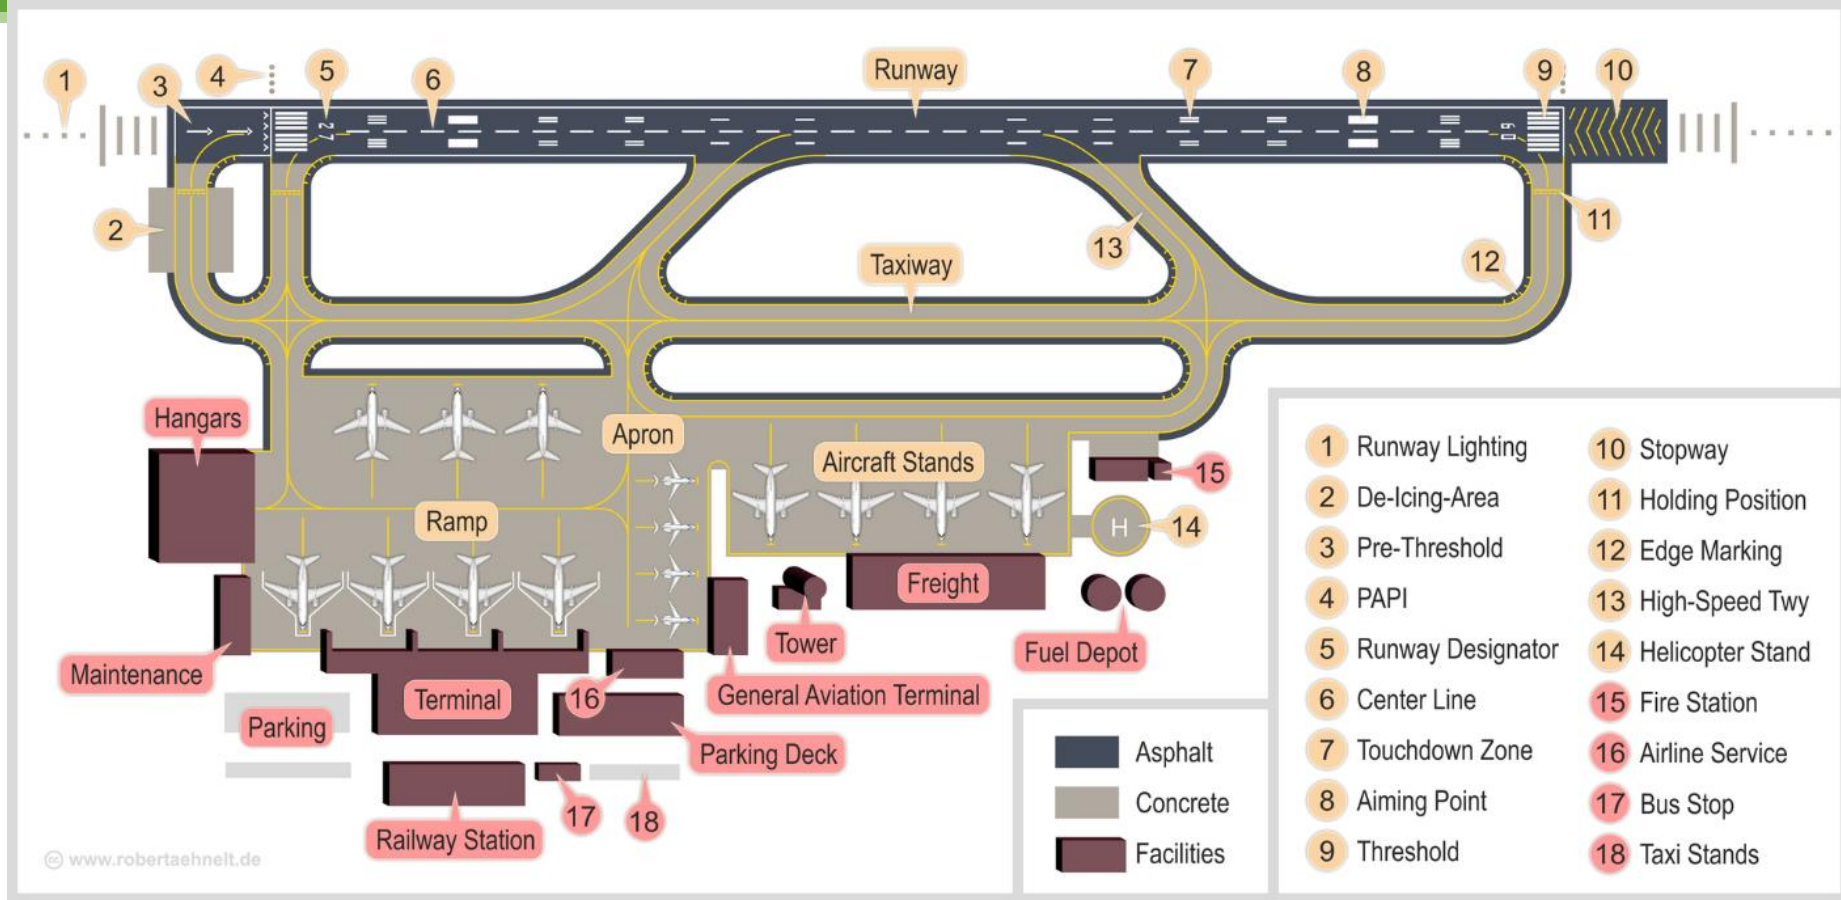 1
3
4
5
6
Runway
7
8
9
10
27
09
2
11
13
12
Taxiway
Hangars
Apron
Aircraft Stands
15
Ramp
H
14
Freight
Tower
Fuel Depot
Maintenance
Terminal
16
General Aviation Terminal
Parking
Parking Deck
Railway Station
17
18
Asphalt
Concrete
Facilities
1 Runway Lighting
2 De-Icing-Area
3 Pre-Threshold
4 PAPI
5 Runway Designator
6 Center Line
7 Touchdown Zone
8 Aiming Point
9 Threshold
10 Stopway
11 Holding Position
12 Edge Marking
13 High-Speed Twy
14 Helicopter Stand
15 Fire Station
16 Airline Service
17 Bus Stop
18 Taxi Stands
cc www.robertaehnelt.de